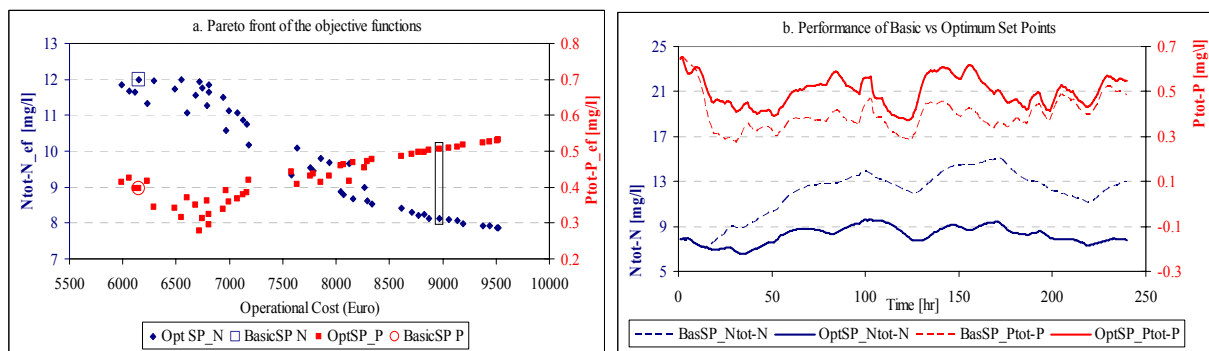 a. Pareto front of the objective functions
Ntot-N_ef [mg/l]
13
12
11
10
9
8
7
6
5500 6000 6500 7000 7500 8000 8500 9000 9500 10000
Operational Cost (Euro)
0.8
0.7
0.6
0.5
0.4
0.3
0.2
Ptot-P_ef [mg/l]
Opt SP_N BasicSP N OptSP_P BasicSP P
b. Performance of Basic vs Optimum Set Points
Ntot-N [mg/l]
25
21
17
13
9
5
0 50 100 150 200 250
Time [hr]
0.7
0.5
0.3
0.1
-0.1
-0.3
Ptot-P [mg\l]
BasSP_Ntot-N OptSP_Ntot-N BasSP_Ptot-P OptSP_Ptot-P